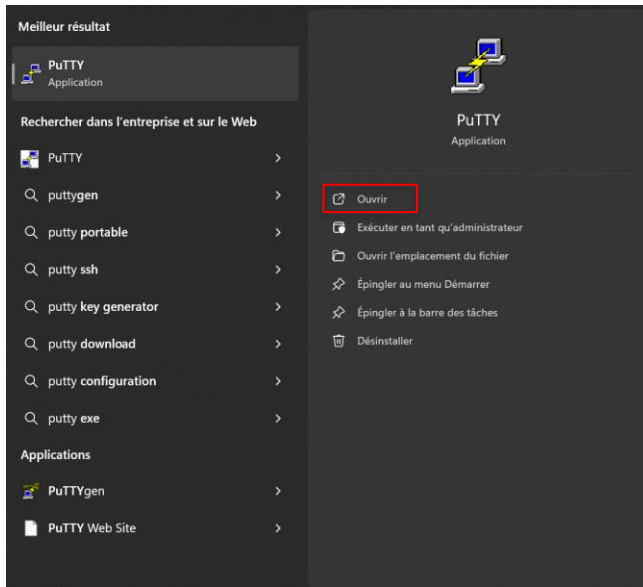 Meilleur résultat
PuTTY
Application
Rechercher dans l'entreprise et sur le Web
PuTTY
puttygen
putty portable
putty ssh
putty key generator
putty download
putty configuration
putty exe
Applications
PuTTYgen
PuTTY Web Site
PuTTY
Application
Ouvrir
Exécuter en tant qu'administrateur
Ouvrir l'emplacement du fichier
Épingler au menu Démarrer
Épingler à la barre des tâches
Désinstaller